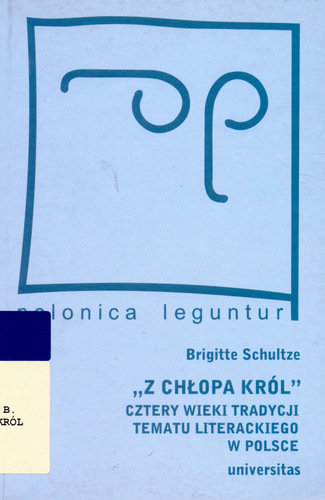 polonica leguntur
Brigitte Schultze
„Z CHŁOPA KRÓL”
CZTERY WIEKI TRADYCJI
TEMATU LITERACKIEGO
W POLSCE
universitas
B.
KRÓL